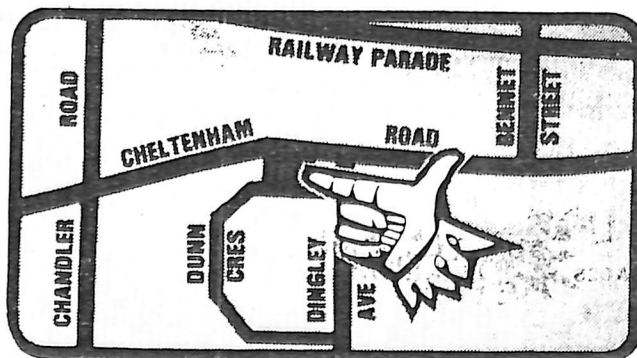 RAILWAY PARADE
ROAD
BENNET
STREET
CHELTENHAM
ROAD
CHANDLER
DUNN
CRES
DINGLEY
AVE